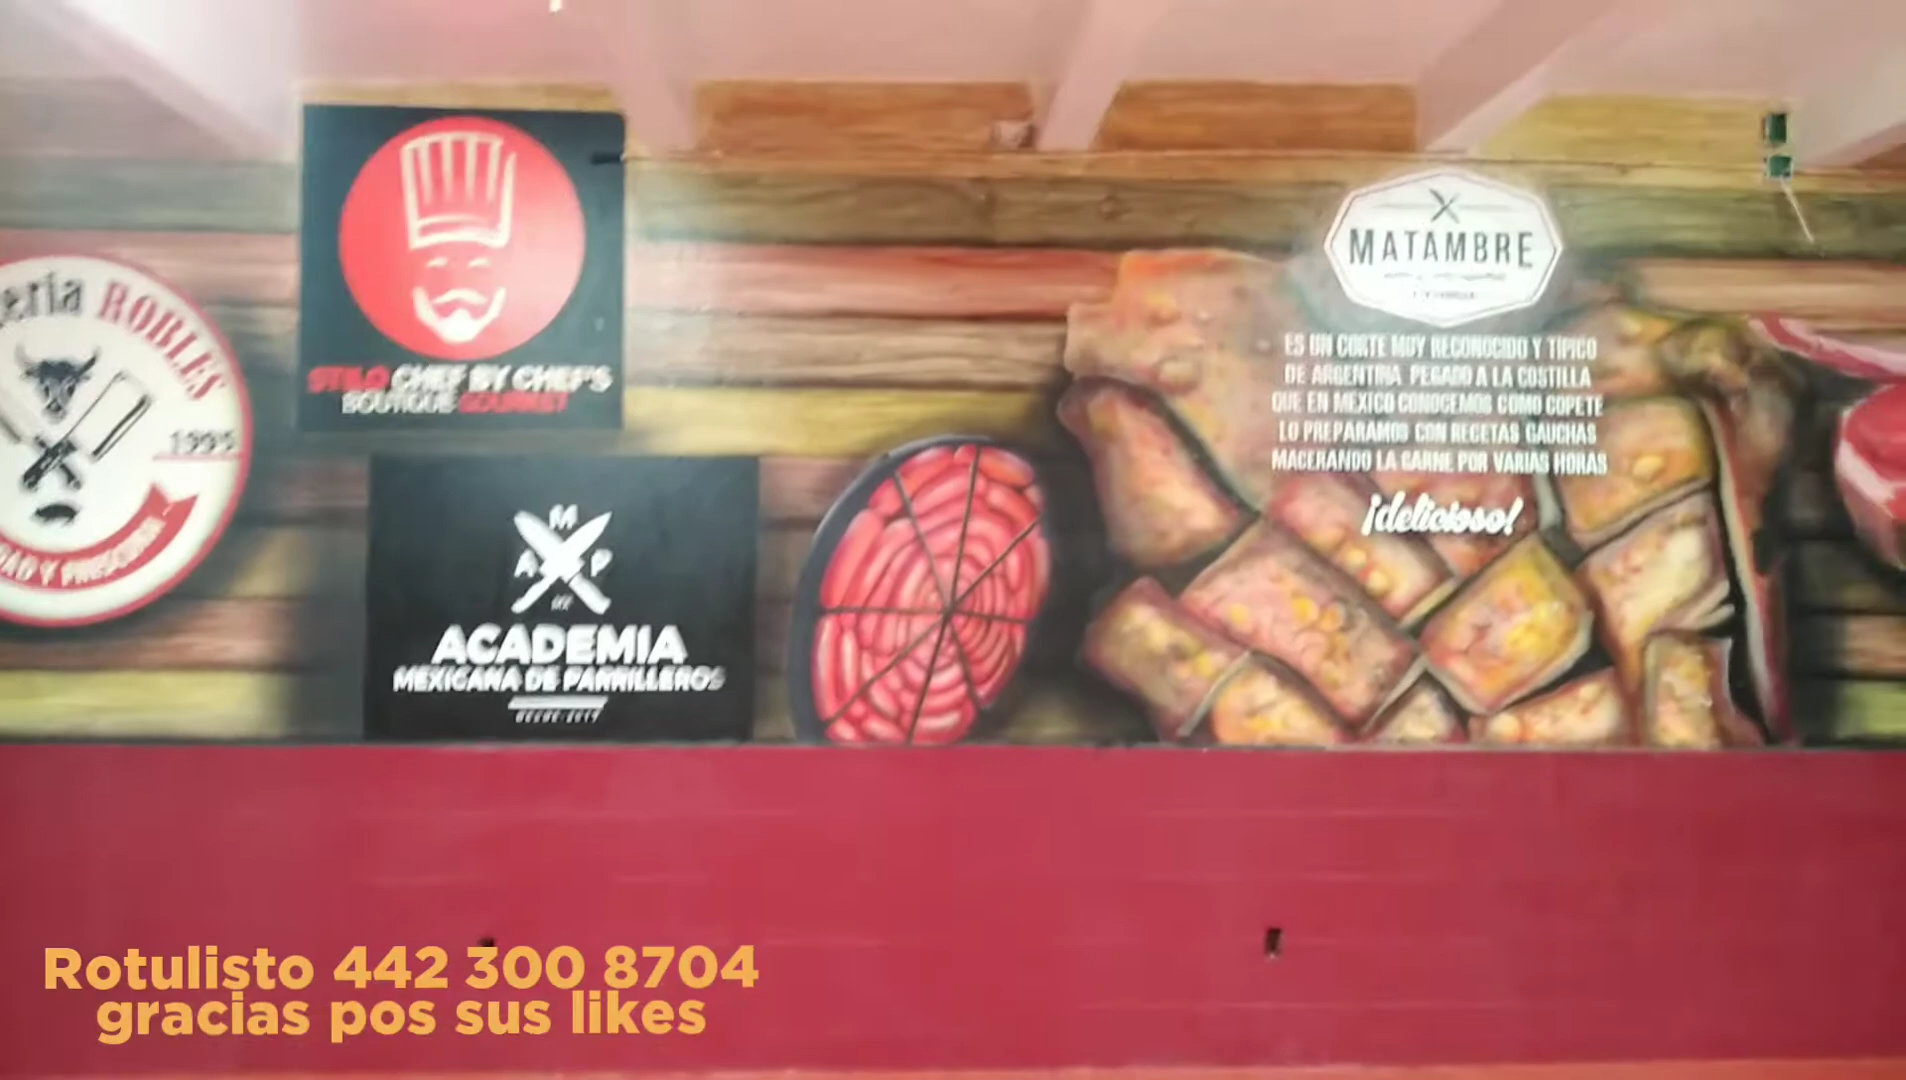 ROBLES
1995
STILO CHEF BY CHEF'S
BOUTIQUE GOURMET
M
A P
ACADEMIA
MEXICANA DE PARRILLEROS
MATAMBRE
ES UN CORTE MUY RECONOCIDO Y TÍPICO
DE ARGENTINA PEGADO A LA COSTILLA
QUE EN MEXICO CONOCEMOS COMO COPETE
LO PREPARAMOS CON RECETAS GAUCHAS
MACERANDO LA CARNE POR VARIAS HORAS
¡delicioso!
Rotulisto 442 300 8704
gracias pos sus likes